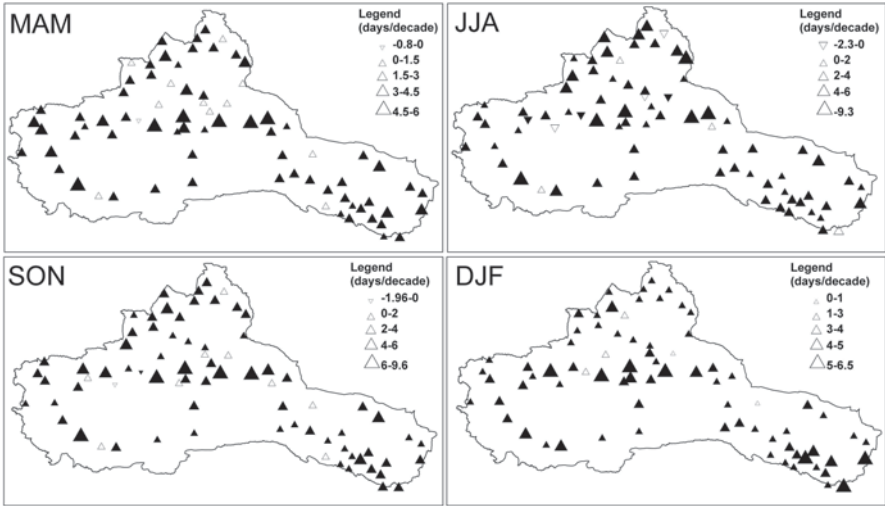 MAM
Legend
(days/decade)
-0.8-0
0-1.5
1.5-3
3-4.5
4.5-6
JJA
Legend
(days/decade)
-2.3-0
0-2
2-4
4-6
-9.3
SON
Legend
(days/decade)
-1.96-0
0-2
2-4
4-6
6-9.6
DJF
Legend
(days/decade)
0-1
1-3
3-4
4-5
5-6.5